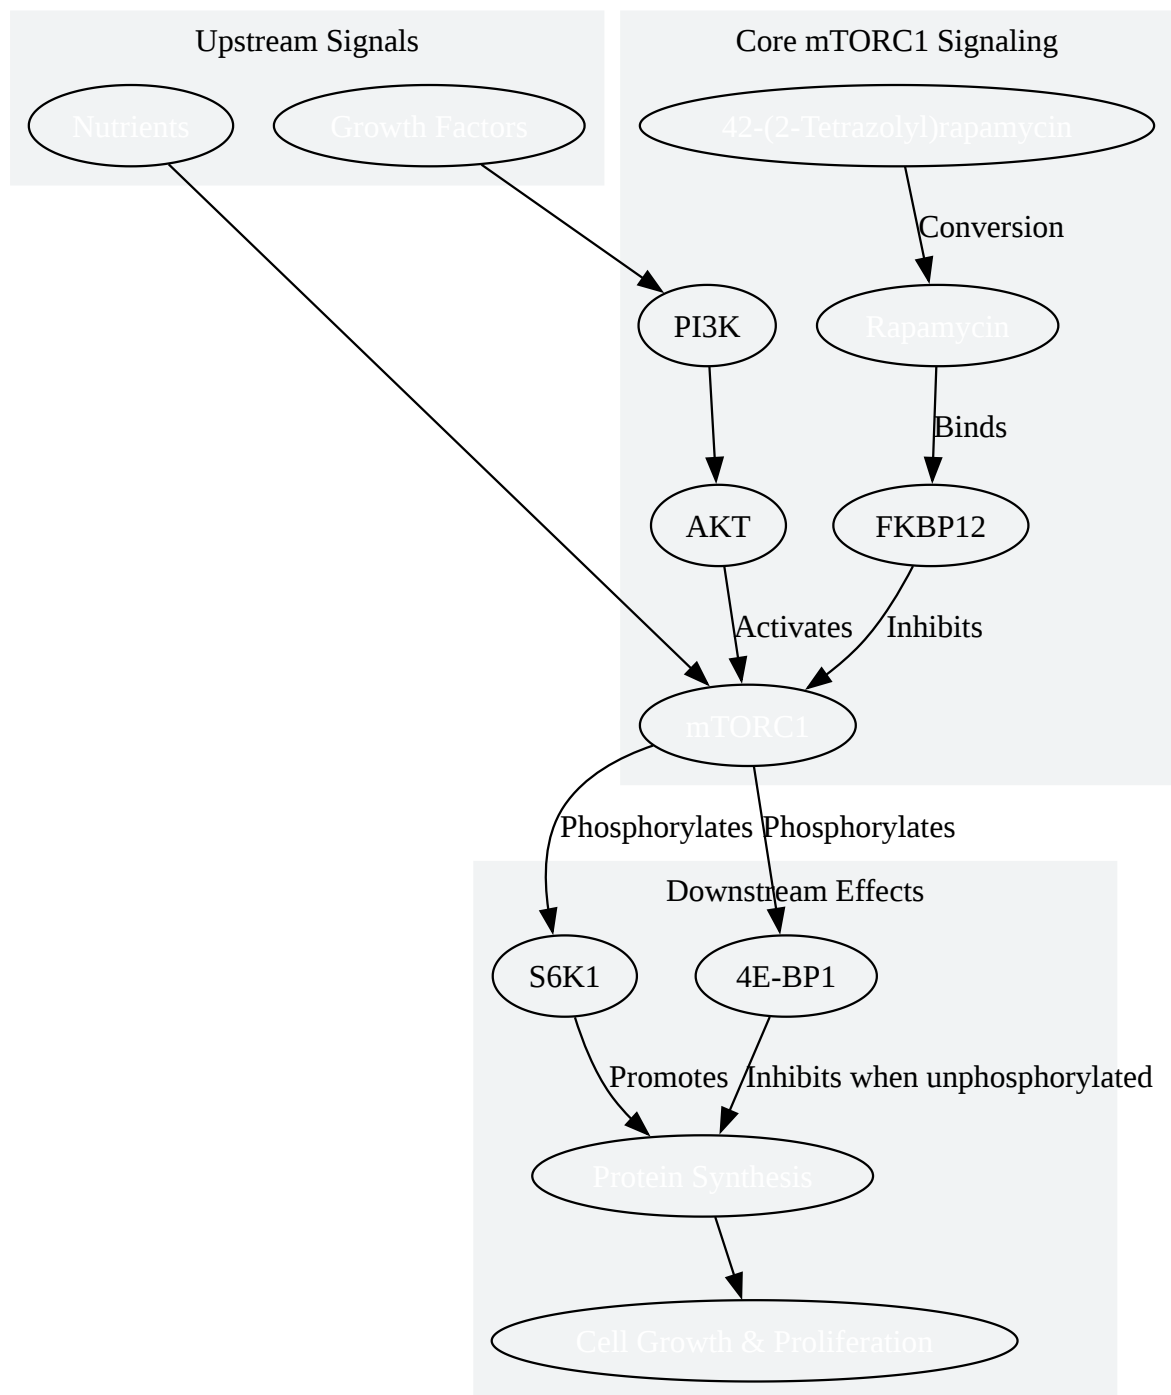 Upstream Signals
Core mTORC1 Signaling
Nutrients
Growth Factors
42-(2-Tetrazolyl)rapamycin
Conversion
PI3K
Rapamycin
Binds
AKT
FKBP12
Activates
Inhibits
mTORC1
Phosphorylates
Phosphorylates
Downstream Effects
S6K1
4E-BP1
Promotes
Inhibits when unphosphorylated
Protein Synthesis
Cell Growth & Proliferation